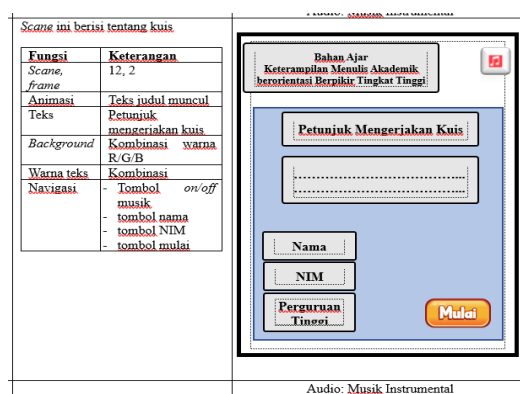 Audio: Musik Instrumental
Scane ini berisi tentang kuis
Fungsi Keterangan
Scane, frame 12, 2
Animasi Teks judul muncul
Teks Petunjuk mengerjakan kuis
Background Kombinasi warna R/G/B
Warna teks Kombinasi
Navigasi - Tombol on/off musik
- tombol nama
- tombol NIM
- tombol mulai
Bahan Ajar
Keterampilan Menulis Akademik
berorientasi Berpikir Tingkat Tinggi
Petunjuk Mengerjakan Kuis
Nama
NIM
Perguruan
Tinggi
Mulai
Audio: Musik Instrumental